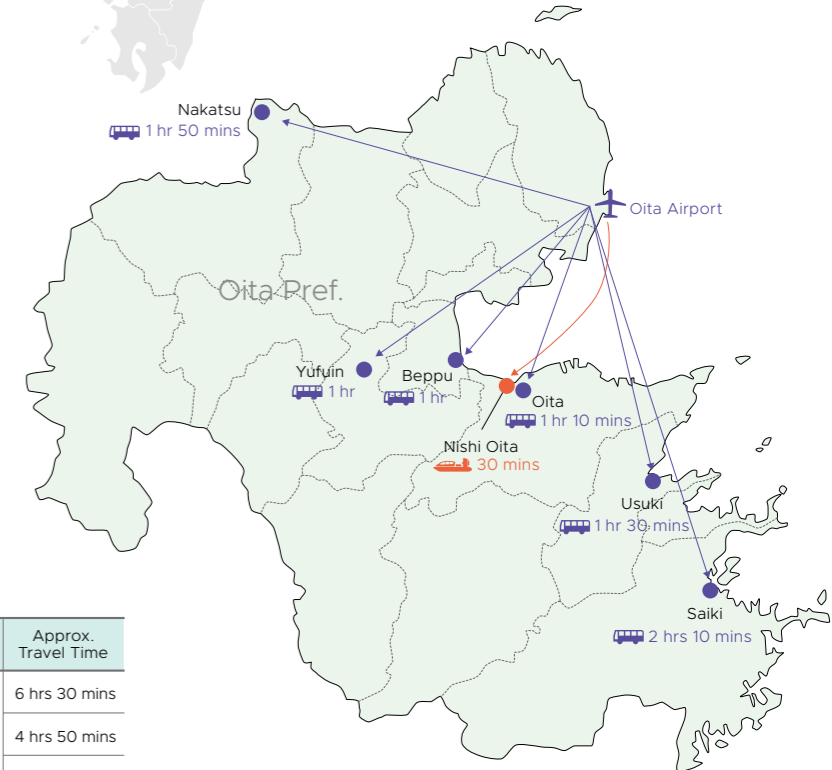 Nakatsu
1 hr 50 mins
Oita Airport
Oita Pref.
Yufuin
1 hr
Beppu
1 hr
Oita
1 hr 10 mins
Nishi Oita
30 mins
Usuki
1 hr 30 mins
Saiki
2 hrs 10 mins
Approx.
Travel Time
6 hrs 30 mins
4 hrs 50 mins